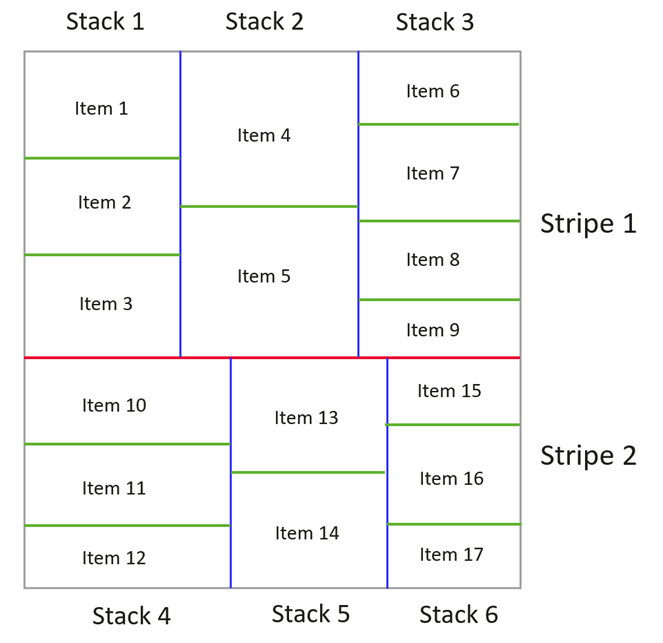 Stack 1
Stack 2
Stack 3
Item 1
Item 2
Item 3
Item 4
Item 5
Item 6
Item 7
Item 8
Item 9
Stripe 1
Item 10
Item 11
Item 12
Item 13
Item 14
Item 15
Item 16
Item 17
Stripe 2
Stack 4
Stack 5
Stack 6